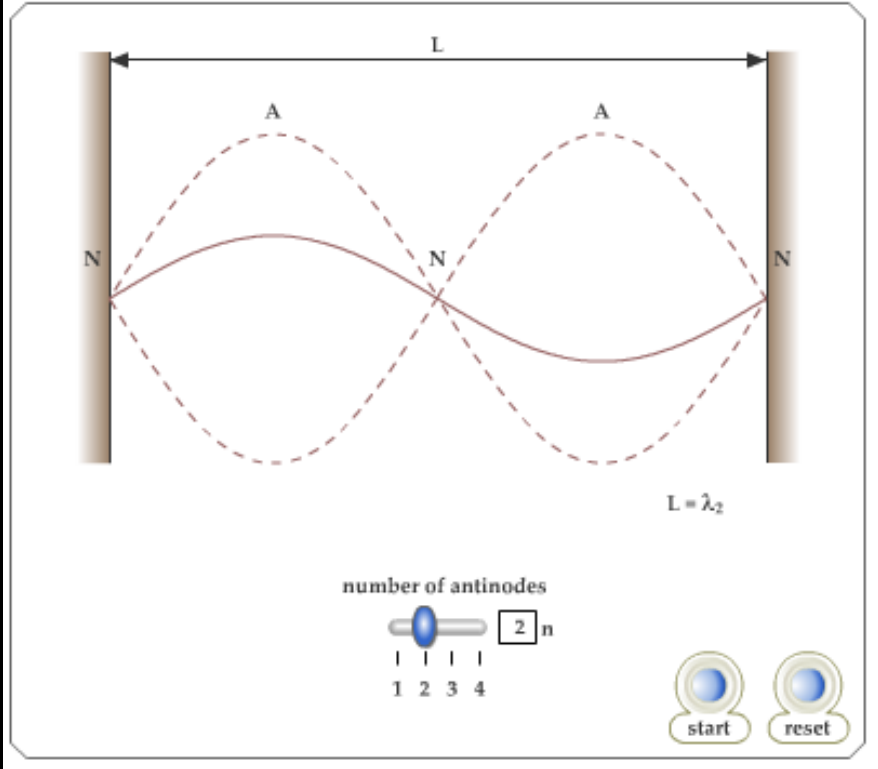 L
A A
N N N
L = λ₂
number of antinodes
2 n
1 2 3 4
start reset